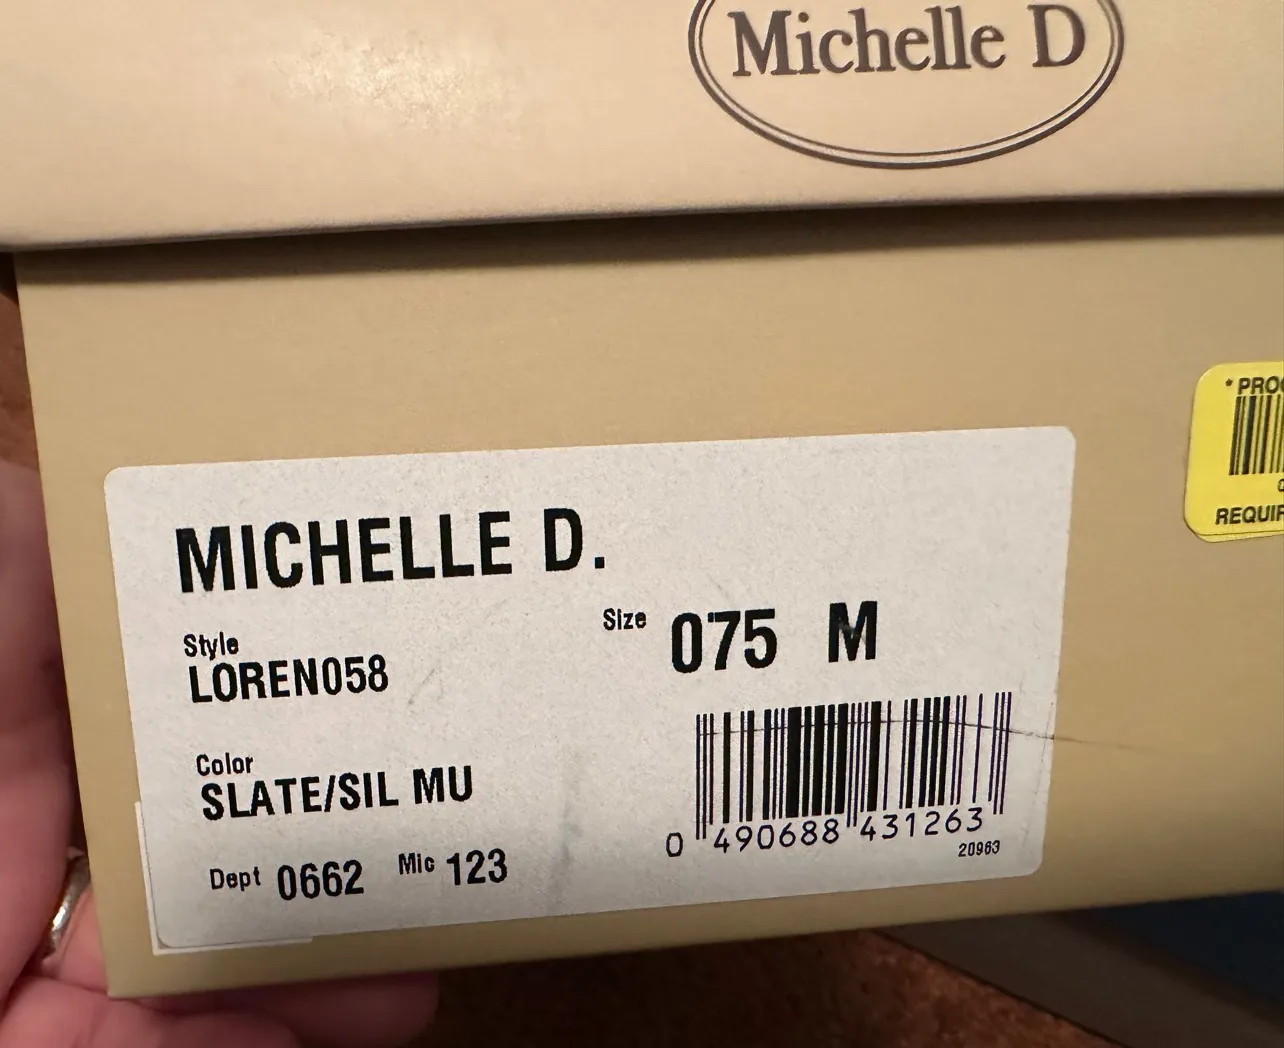 Michelle D
* PRO
REQUIR
MICHELLE D.
Size 075 M
Style
LOREN058
Color
SLATE/SIL MU
Dept 0662 Mic 123
0 490688 431263
20963